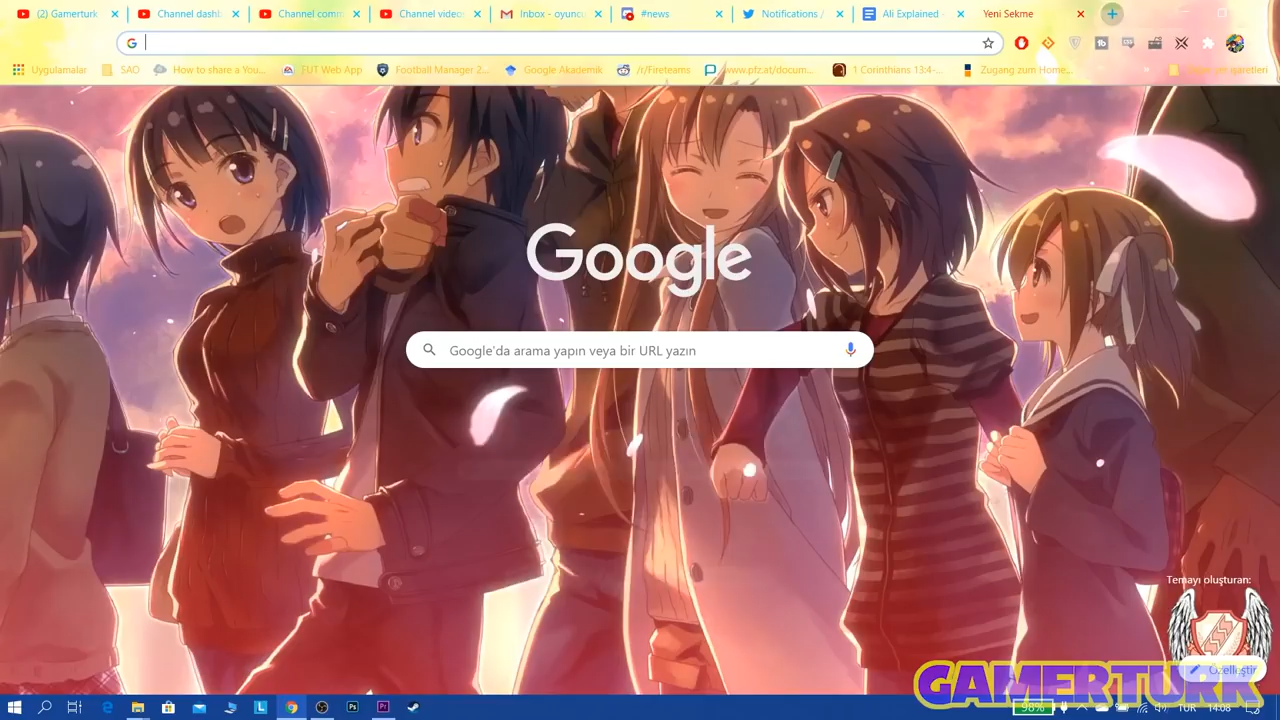 (2) Gamerturk
Channel dashb
Channel comm
Channel videos
Inbox - oyuncu
#news
Notifications /
Ali Explained -
Yeni Sekme
Uygulamalar
SAO
How to share a You...
FUT Web App
Football Manager 2...
Google Akademik
/r/Fireteams
www.pfz.at/docum...
1 Corinthians 13:4-...
Zugang zum Home...
Google
Google'da arama yapın veya bir URL yazın
Temayı oluşturan:
Özelleştir
GAMERTURK
98%
TUR
14:08